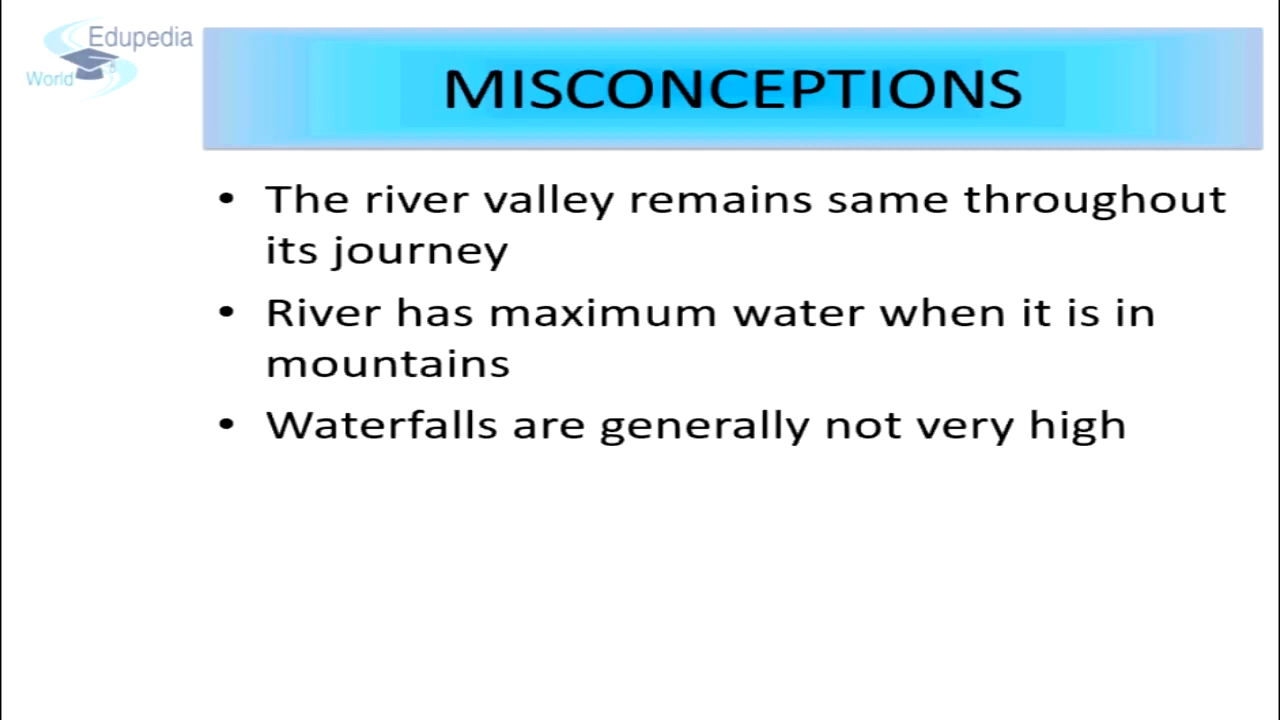 Edupedia
World
MISCONCEPTIONS
• The river valley remains same throughout
its journey
• River has maximum water when it is in
mountains
• Waterfalls are generally not very high